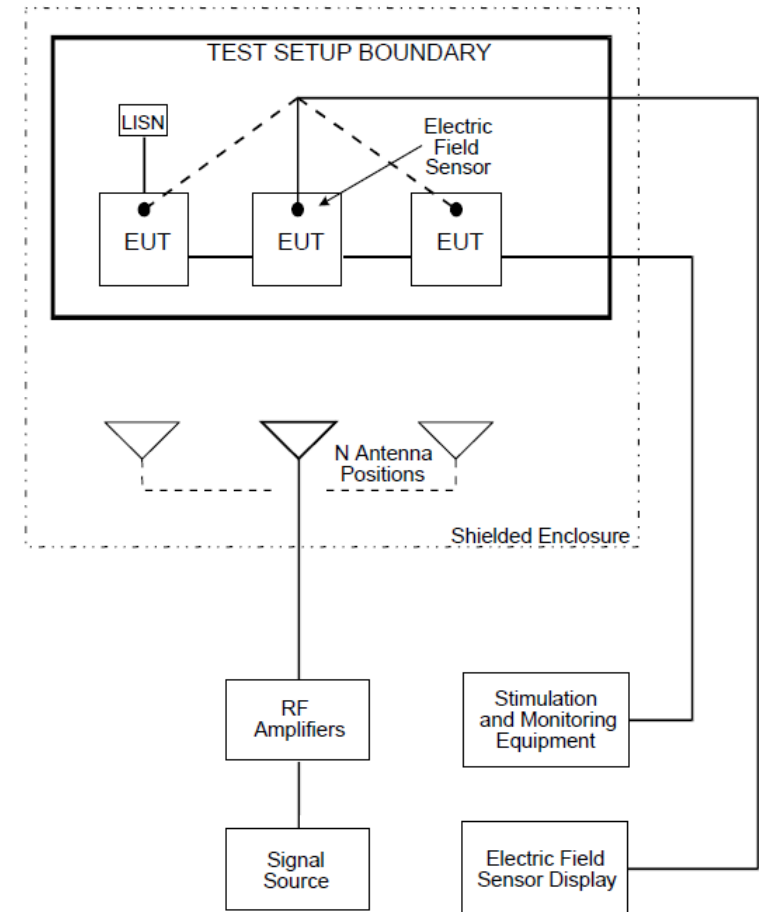 TEST SETUP BOUNDARY
LISN
Electric
Field
Sensor
EUT
EUT
EUT
N Antenna
Positions
Shielded Enclosure
RF
Amplifiers
Stimulation
and Monitoring
Equipment
Signal
Source
Electric Field
Sensor Display